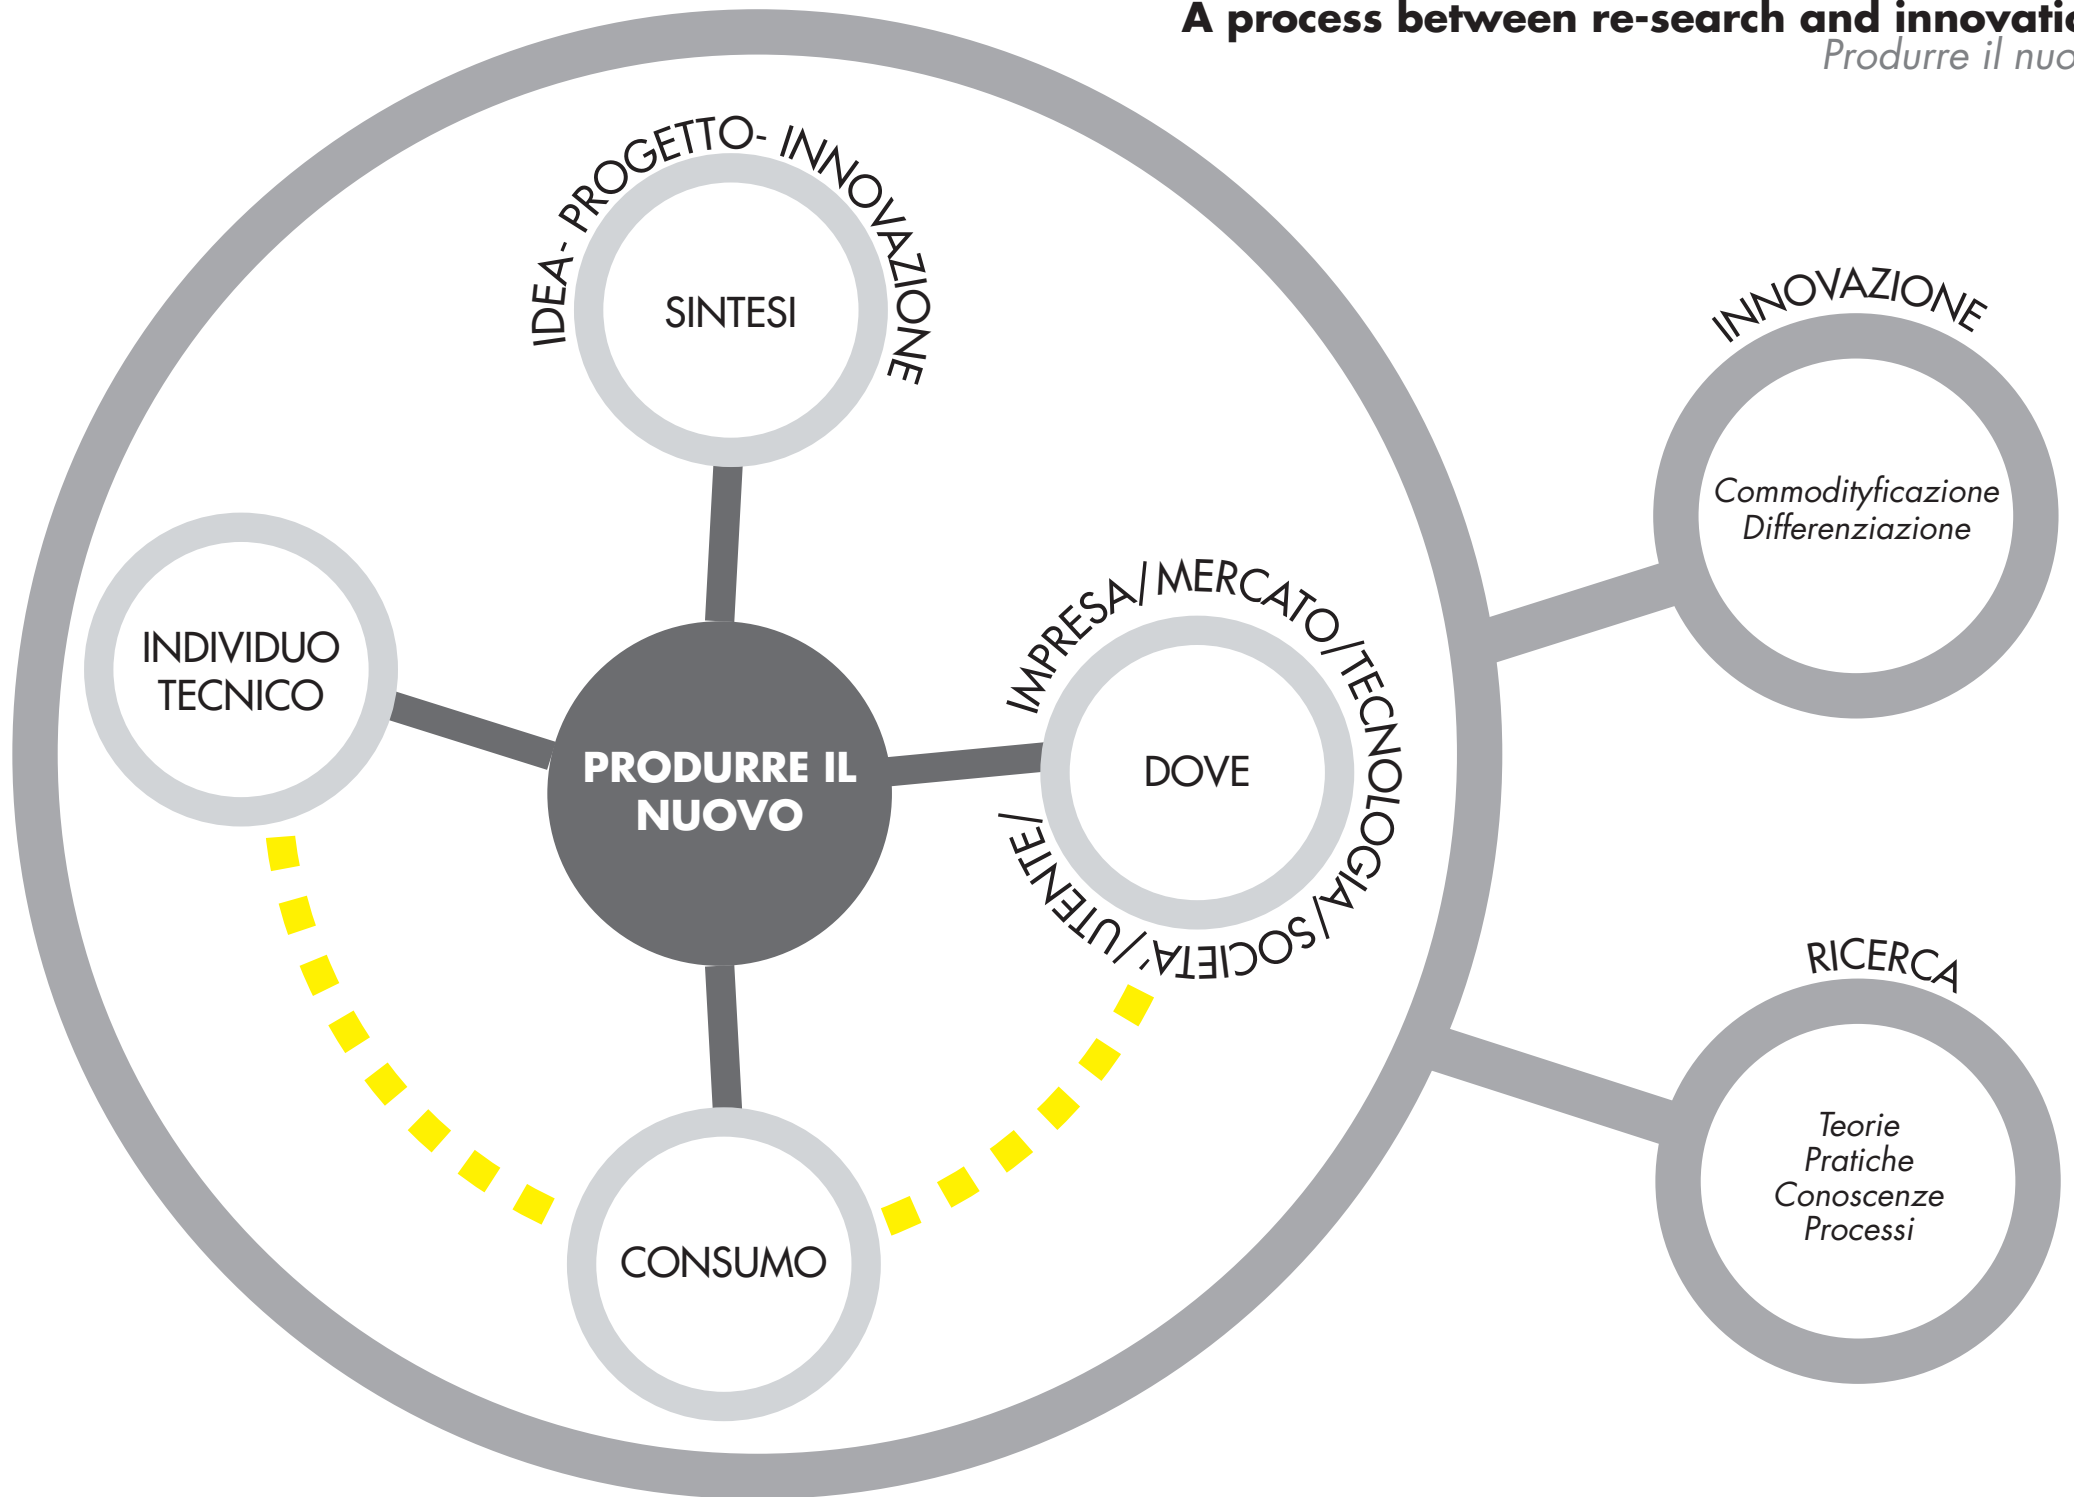 A process between re-search and innovatio
Produrre il nuo
IDEA- PROGETTO- INNOVAZIONE
SINTESI
INNOVAZIONE
Commodityficazione
Differenziazione
INDIVIDUO
TECNICO
PRODURRE IL
NUOVO
IMPRESA/MERCATO/TECNOLOGIA/SOCIETA'/UTENTE/
DOVE
RICERCA
Teorie
Pratiche
Conoscenze
Processi
CONSUMO